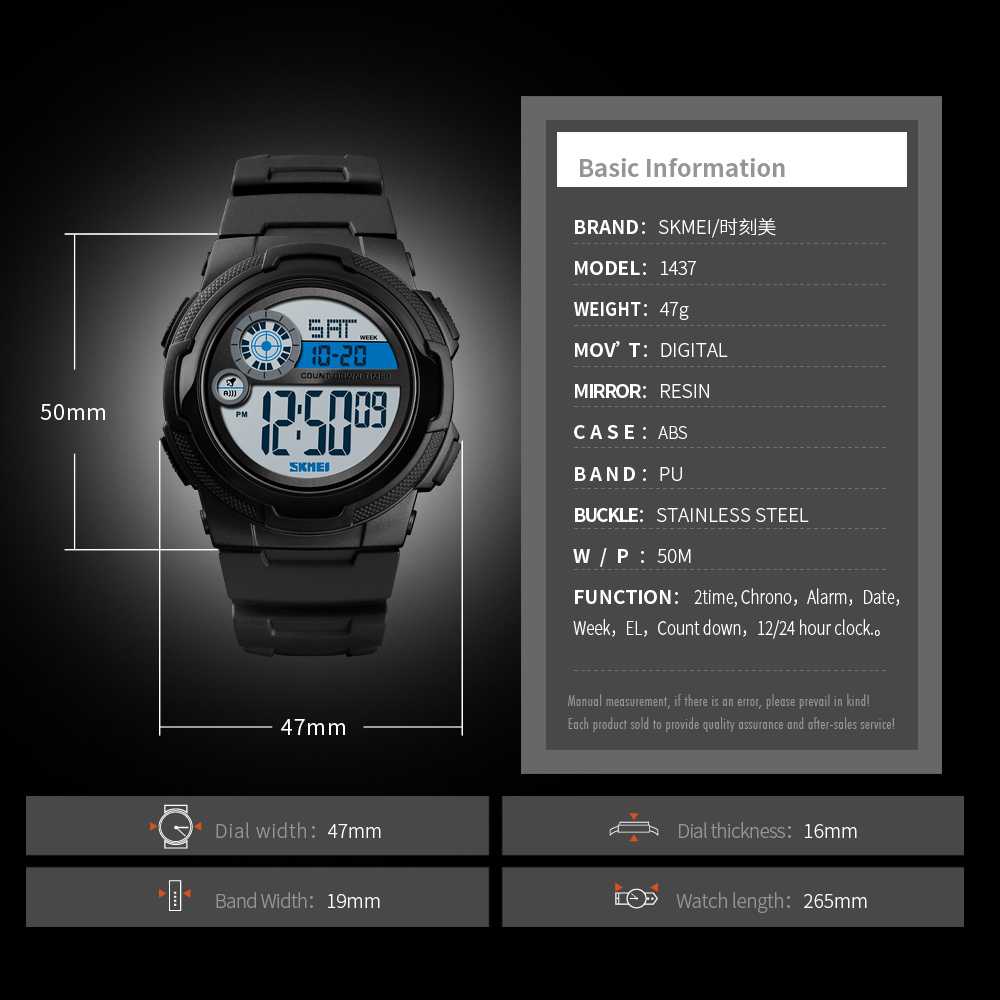 Basic Information
BRAND： SKMEI/时刻美
MODEL： 1437
WEIGHT： 47g
MOV’ T： DIGITAL
MIRROR： RESIN
CASE： ABS
BAND： PU
BUCKLE： STAINLESS STEEL
W / P ： 50M
FUNCTION： 2time, Chrono，Alarm，Date，
Week，EL，Count down，12/24 hour clock.。
Manual measurement, if there is an error, please prevail in kind!
Each product sold to provide quality assurance and after-sales service!
50mm
47mm
SAT
WEEK
10-20
COUNT DOWN TIMER
A)))
PM
12:50 09
SKMEI
Dial width： 47mm
Dial thickness： 16mm
Band Width： 19mm
Watch length： 265mm